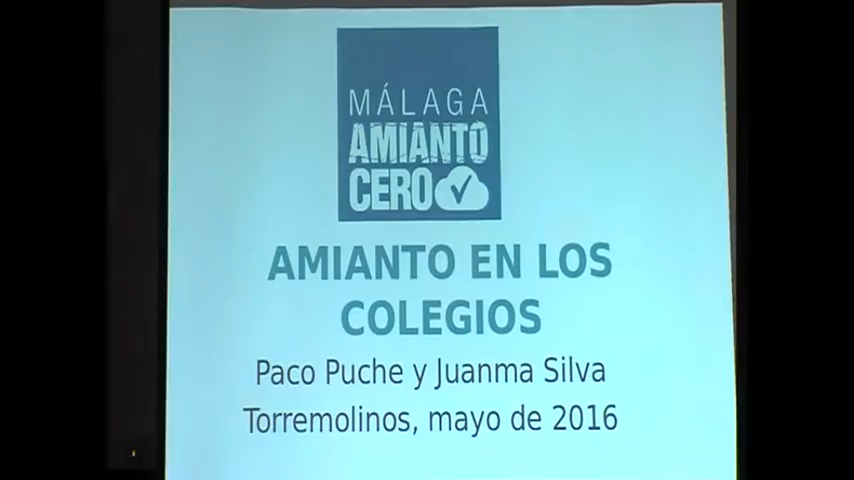 MÁLAGA
AMIANTO
CERO
AMIANTO EN LOS
COLEGIOS
Paco Puche y Juanma Silva
Torremolinos, mayo de 2016